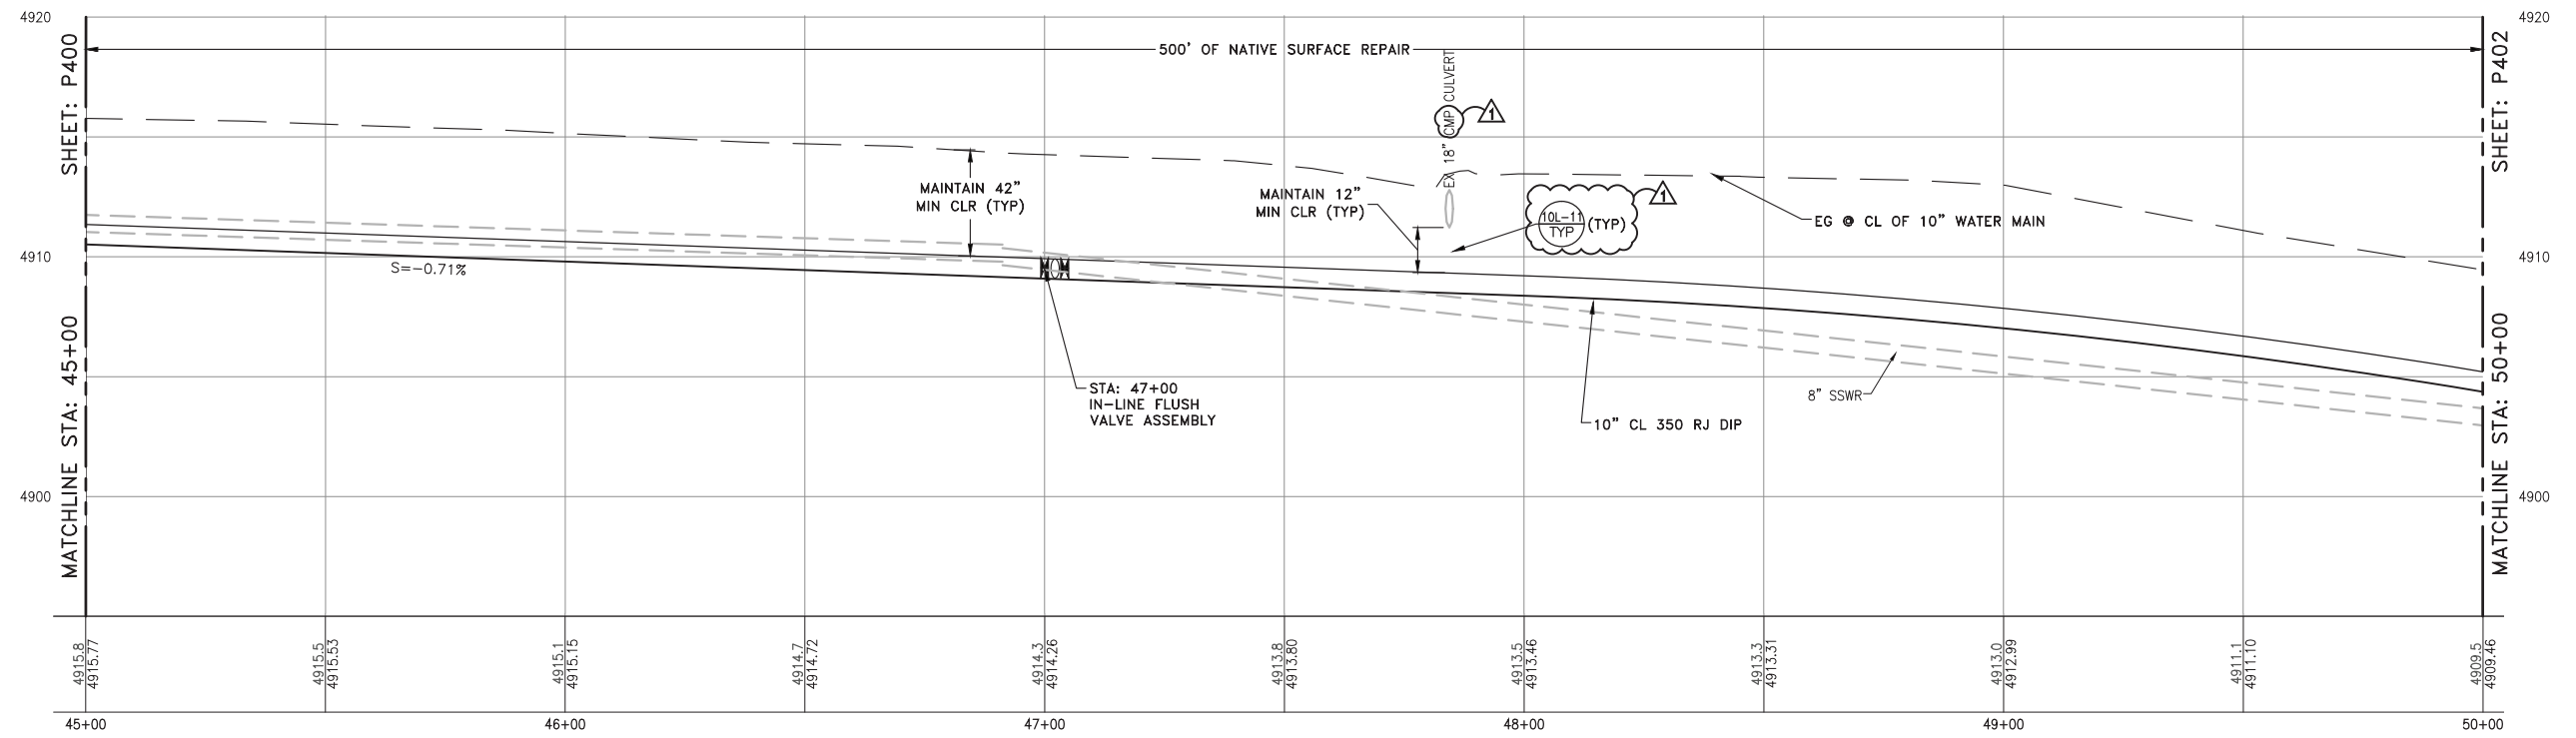 4920
4920
500' OF NATIVE SURFACE REPAIR
SHEET: P400
MATCHLINE STA: 45+00
EX 18" CMP CULVERT
1
MAINTAIN 42"
MIN CLR (TYP)
MAINTAIN 12"
MIN CLR (TYP)
10L-11
TYP
(TYP)
1
EG @ CL OF 10" WATER MAIN
SHEET: P402
MATCHLINE STA: 50+00
4910
4910
S=-0.71%
STA: 47+00
IN-LINE FLUSH
VALVE ASSEMBLY
10" CL 350 RJ DIP
8" SSWR
4900
4900
4915.8
4915.77
4915.5
4915.53
4915.1
4915.15
4914.7
4914.72
4914.3
4914.26
4913.8
4913.80
4913.5
4913.46
4913.3
4913.31
4913.0
4912.99
4911.1
4911.10
4909.5
4909.46
45+00
46+00
47+00
48+00
49+00
50+00